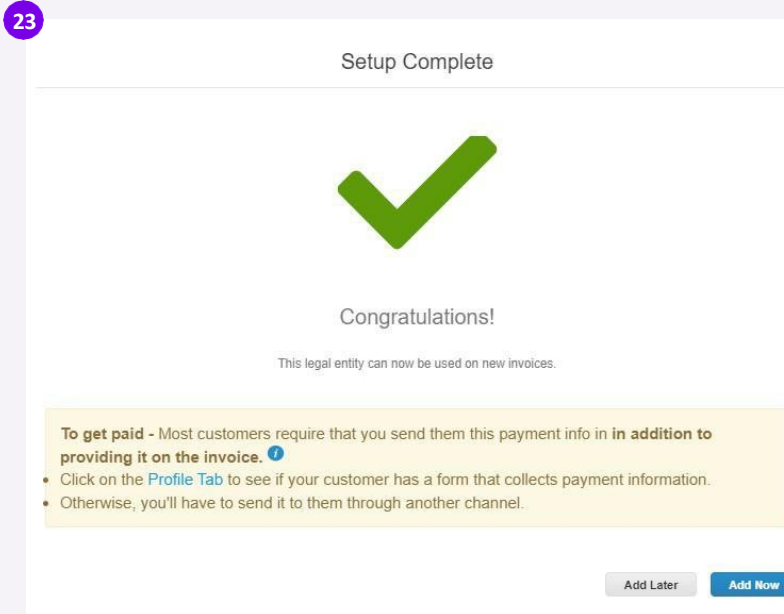 23
Setup Complete
Congratulations!
This legal entity can now be used on new invoices.
To get paid - Most customers require that you send them this payment info in in addition to
providing it on the invoice. i
• Click on the Profile Tab to see if your customer has a form that collects payment information.
• Otherwise, you'll have to send it to them through another channel.
Add Later Add Now